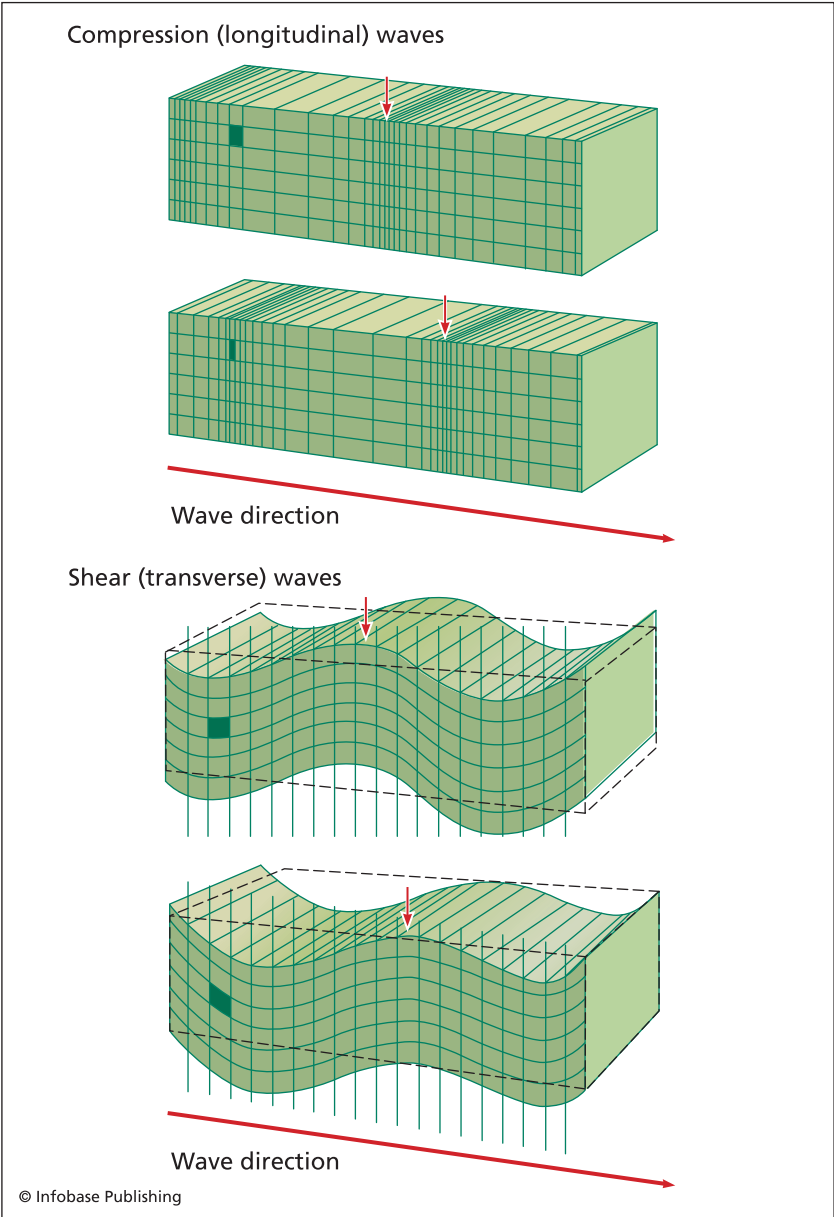 Compression (longitudinal) waves
Wave direction
Shear (transverse) waves
Wave direction
© Infobase Publishing